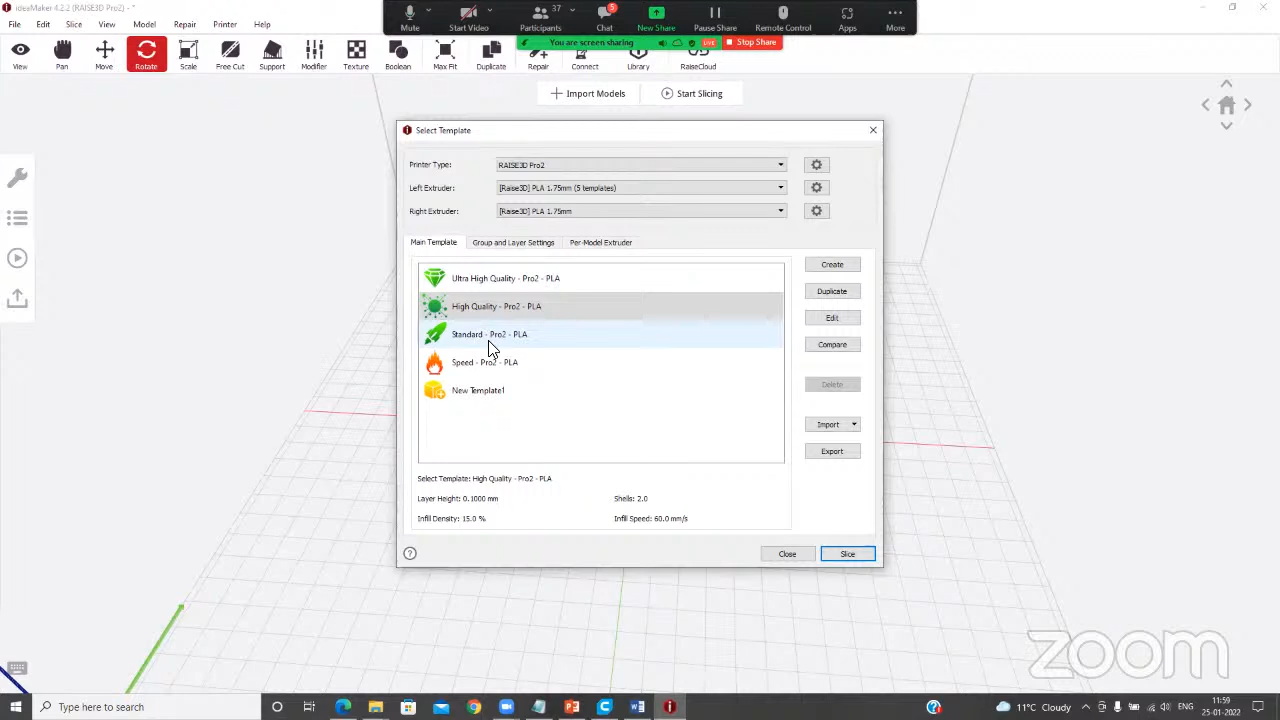 ideaMaker 4.2.2 (RAISE3D Pro2) - *
File Edit Slice View Model Repair Printer Help
Mute Start Video 37 Participants 5 Chat New Share Pause Share Remote Control Apps More
You are screen sharing LIVE Stop Share
View Pan Move Rotate Scale Free Cut Support Modifier Texture Boolean Max Fit Duplicate Repair Connect Library RaiseCloud
Import Models Start Slicing
Select Template
Printer Type: RAISE3D Pro2
Left Extruder: [Raise3D] PLA 1.75mm (5 templates)
Right Extruder: [Raise3D] PLA 1.75mm
Main Template Group and Layer Settings Per-Model Extruder
Ultra High Quality - Pro2 - PLA
High Quality - Pro2 - PLA
Standard - Pro2 - PLA
Speed - Pro2 - PLA
New Template1
Create
Duplicate
Edit
Compare
Delete
Import
Export
Select Template: High Quality - Pro2 - PLA
Layer Height: 0.1000 mm Shells: 2.0
Infill Density: 15.0 % Infill Speed: 60.0 mm/s
Close Slice
zoom
Type here to search
11°C Cloudy
11:59
25-01-2022